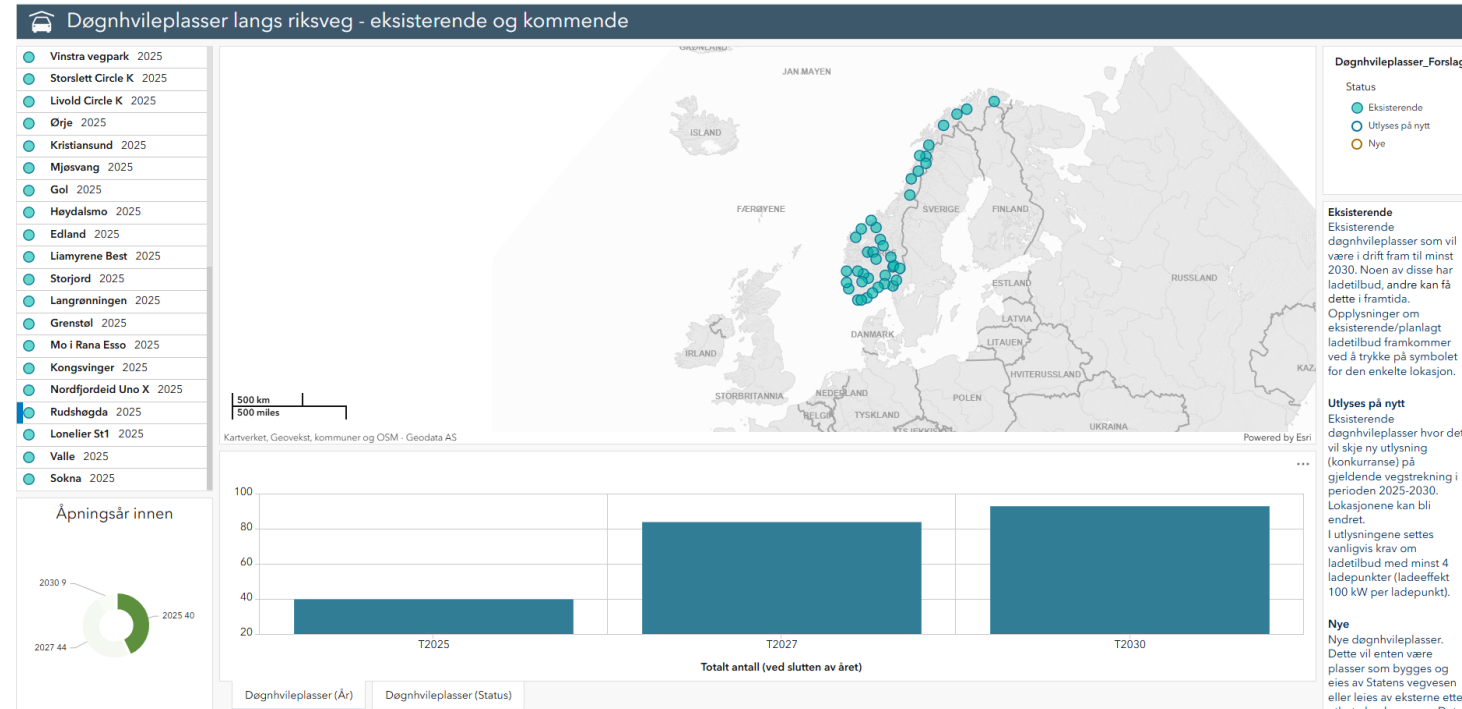 Døgnhvileplasser langs riksveg - eksisterende og kommende
Vinstra vegpark 2025
Storslett Circle K 2025
Livold Circle K 2025
Ørje 2025
Kristiansund 2025
Mjøsvang 2025
Gol 2025
Høydalsmo 2025
Edland 2025
Liamyrene Best 2025
Storjord 2025
Langrønningen 2025
Grenstøl 2025
Mo i Rana Esso 2025
Kongsvinger 2025
Nordfjordeid Uno X 2025
Rudshøgda 2025
Lonelier St1 2025
Valle 2025
Sokna 2025
Åpningsår innen
2030 9
2025 40
2027 44
GRØNLAND
JAN MAYEN
ISLAND
FÆRØYENE
SVERIGE
FINLAND
RUSSLAND
ESTLAND
LATVIA
DANMARK
LITAUEN
IRLAND
HVITERUSSLAND
KAZ
STORBRITANNIA
NEDERLAND
POLEN
BELGIA
TYSKLAND
UKRAINA
500 km
500 miles
Kartverket, Geovekst, kommuner og OSM - Geodata AS
Powered by Esri
100
80
60
40
20
T2025
T2027
T2030
Totalt antall (ved slutten av året)
Døgnhvileplasser (År)
Døgnhvileplasser (Status)
Døgnhvileplasser_Forslag
Status
Eksisterende
Utlyses på nytt
Nye
Eksisterende
Eksisterende
døgnhvileplasser som vil
være i drift fram til minst
2030. Noen av disse har
ladetilbud, andre kan få
dette i framtida.
Opplysninger om
eksisterende/planlagt
ladetilbud framkommer
ved å trykke på symbolet
for den enkelte lokasjon.
Utlyses på nytt
Eksisterende
døgnhvileplasser hvor det
vil skje ny utlysning
(konkurranse) på
gjeldende vegstrekning i
perioden 2025-2030.
Lokasjonene kan bli
endret.
I utlysningene settes
vanligvis krav om
ladetilbud med minst 4
ladepunkter (ladeeffekt
100 kW per ladepunkt).
Nye
Nye døgnhvileplasser.
Dette vil enten være
plasser som bygges og
eies av Statens vegvesen
eller leies av eksterne ette